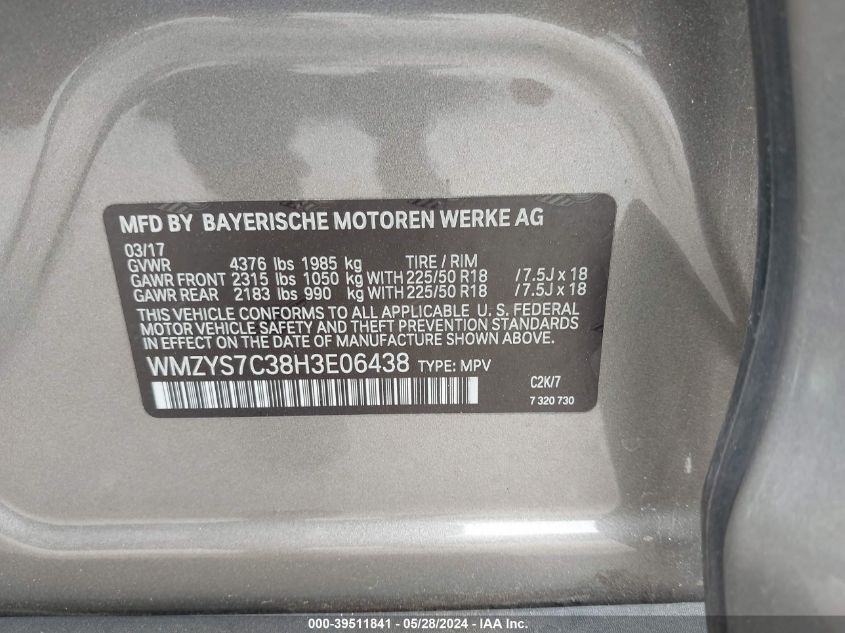 MFD BY BAYERISCHE MOTOREN WERKE AG
03/17
GVWR 4376 lbs 1985 kg TIRE / RIM
GAWR FRONT 2315 lbs 1050 kg WITH 225/50 R18 /7.5J x 18
GAWR REAR 2183 lbs 990 kg WITH 225/50 R18 /7.5J x 18
THIS VEHICLE CONFORMS TO ALL APPLICABLE U. S. FEDERAL
MOTOR VEHICLE SAFETY AND THEFT PREVENTION STANDARDS
IN EFFECT ON THE DATE OF MANUFACTURE SHOWN ABOVE.
WMZYS7C38H3E06438 TYPE: MPV
C2K/7
7 320 730
000-39511841 / 05/28/2024 - IAA Inc.